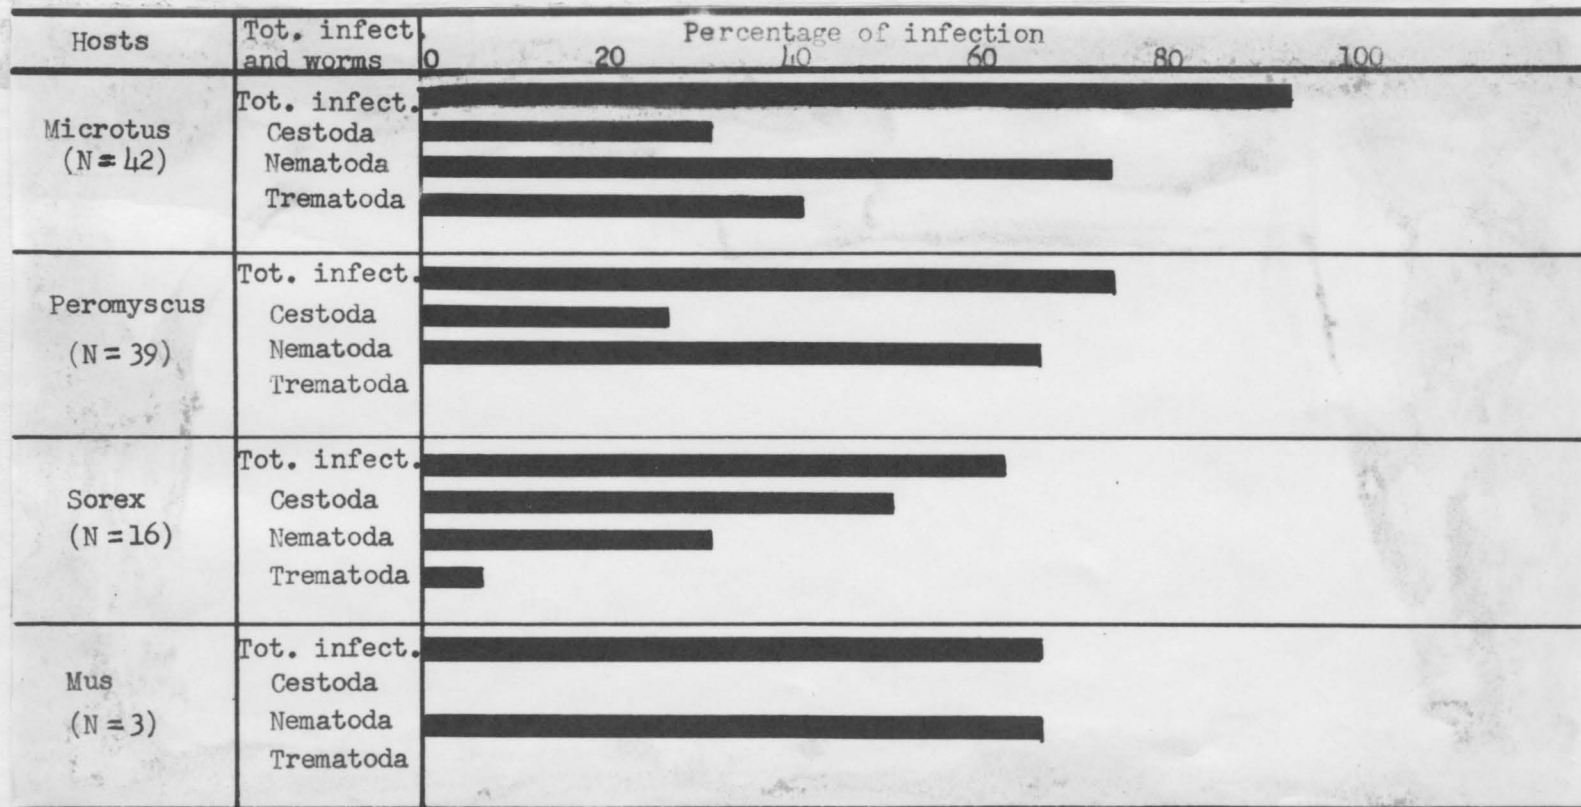 Hosts
Tot. infect.
and worms
Percentage of infection
0 20 40 60 80 100
Microtus
(N = 42)
Tot. infect.
Cestoda
Nematoda
Trematoda
Peromyscus
(N = 39)
Tot. infect.
Cestoda
Nematoda
Trematoda
Sorex
(N = 16)
Tot. infect.
Cestoda
Nematoda
Trematoda
Mus
(N = 3)
Tot. infect.
Cestoda
Nematoda
Trematoda